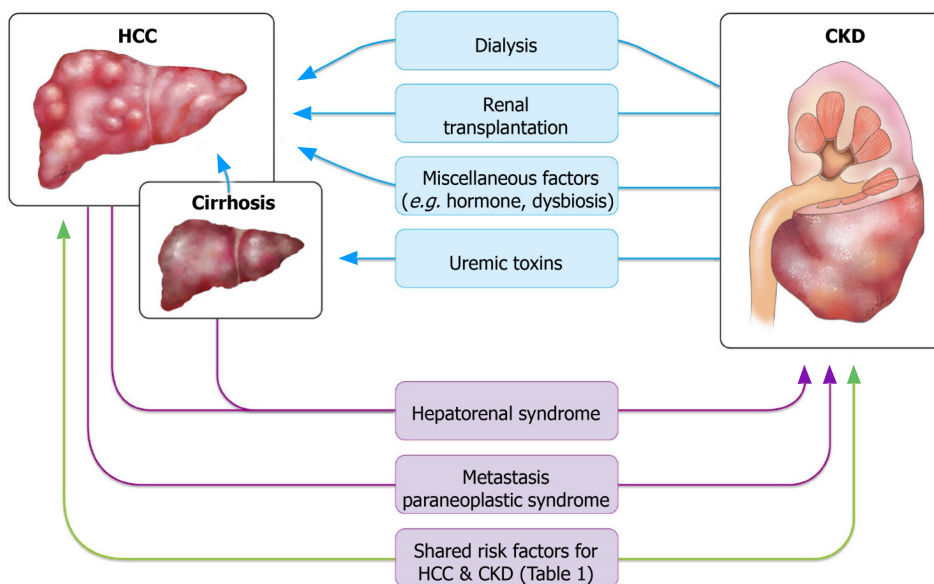 HCC
Dialysis
CKD
Renal
transplantation
Miscellaneous factors
(e.g. hormone, dysbiosis)
Cirrhosis
Uremic toxins
Hepatorenal syndrome
Metastasis
paraneoplastic syndrome
Shared risk factors for
HCC & CKD (Table 1)